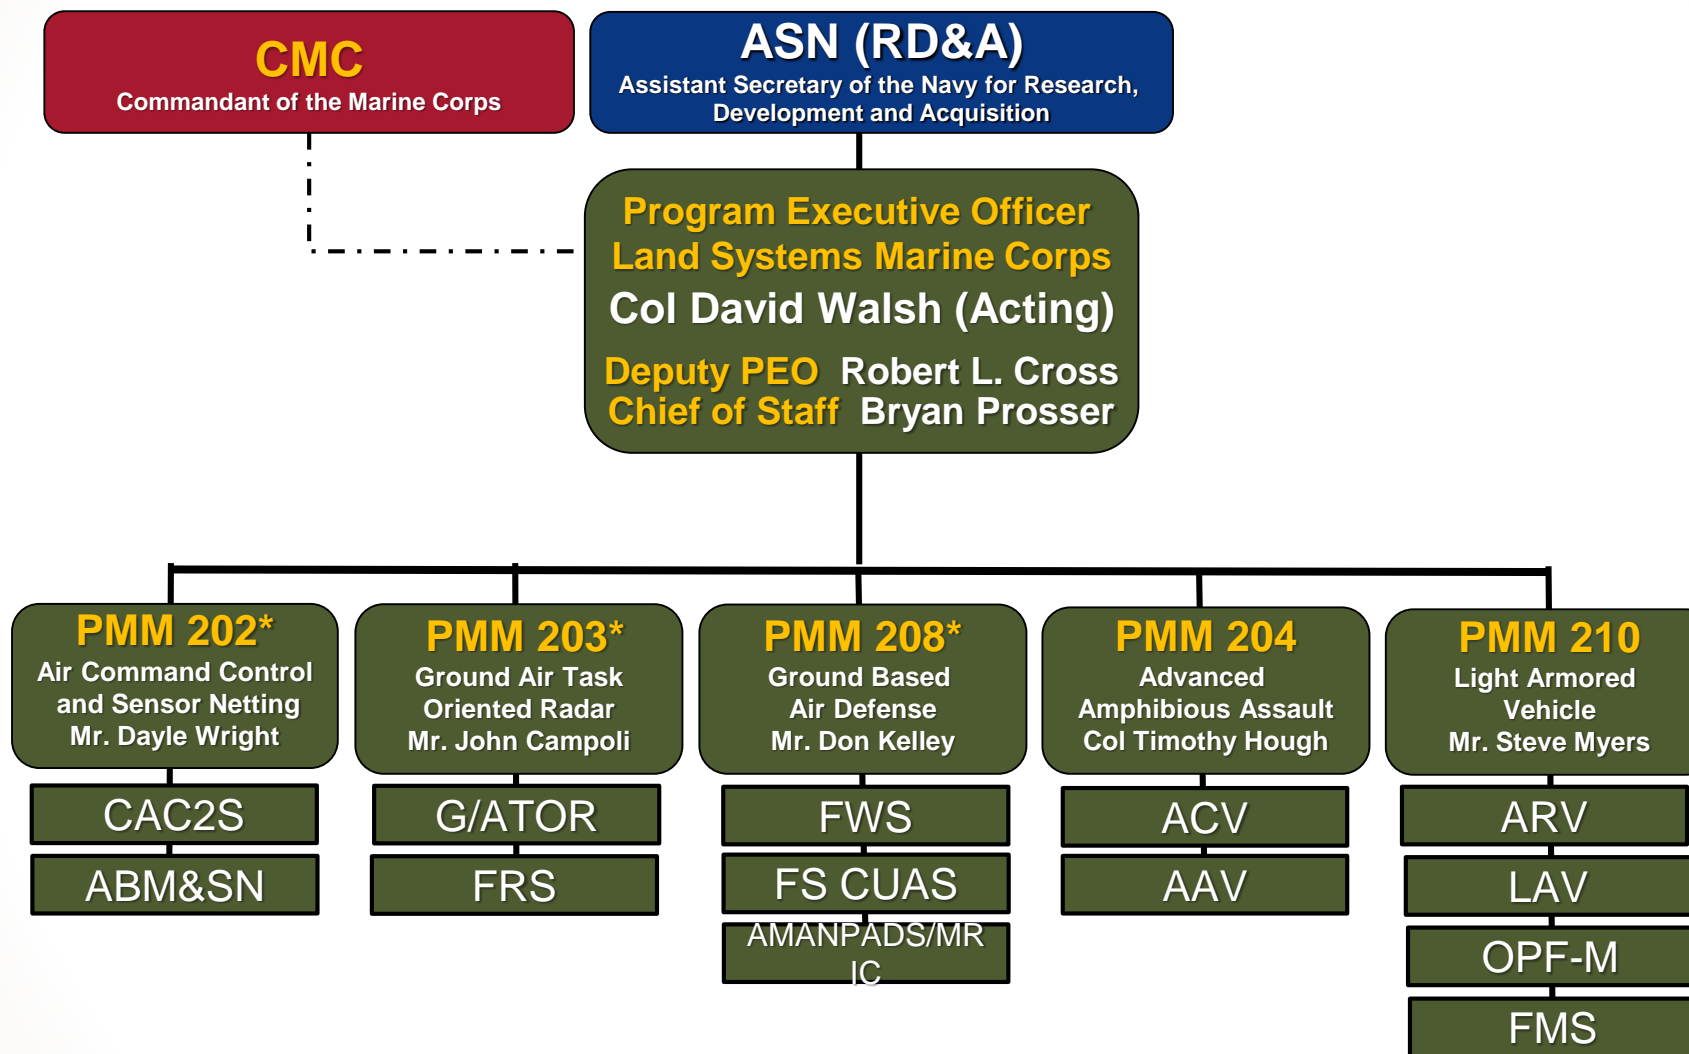 CMC
Commandant of the Marine Corps
ASN (RD&A)
Assistant Secretary of the Navy for Research,
Development and Acquisition
Program Executive Officer
Land Systems Marine Corps
Col David Walsh (Acting)
Deputy PEO Robert L. Cross
Chief of Staff Bryan Prosser
PMM 202*
Air Command Control
and Sensor Netting
Mr. Dayle Wright
CAC2S
ABM&SN
PMM 203*
Ground Air Task
Oriented Radar
Mr. John Campoli
G/ATOR
FRS
PMM 208*
Ground Based
Air Defense
Mr. Don Kelley
FWS
FS CUAS
AMANPADS/MR
IC
PMM 204
Advanced
Amphibious Assault
Col Timothy Hough
ACV
AAV
PMM 210
Light Armored
Vehicle
Mr. Steve Myers
ARV
LAV
OPF-M
FMS